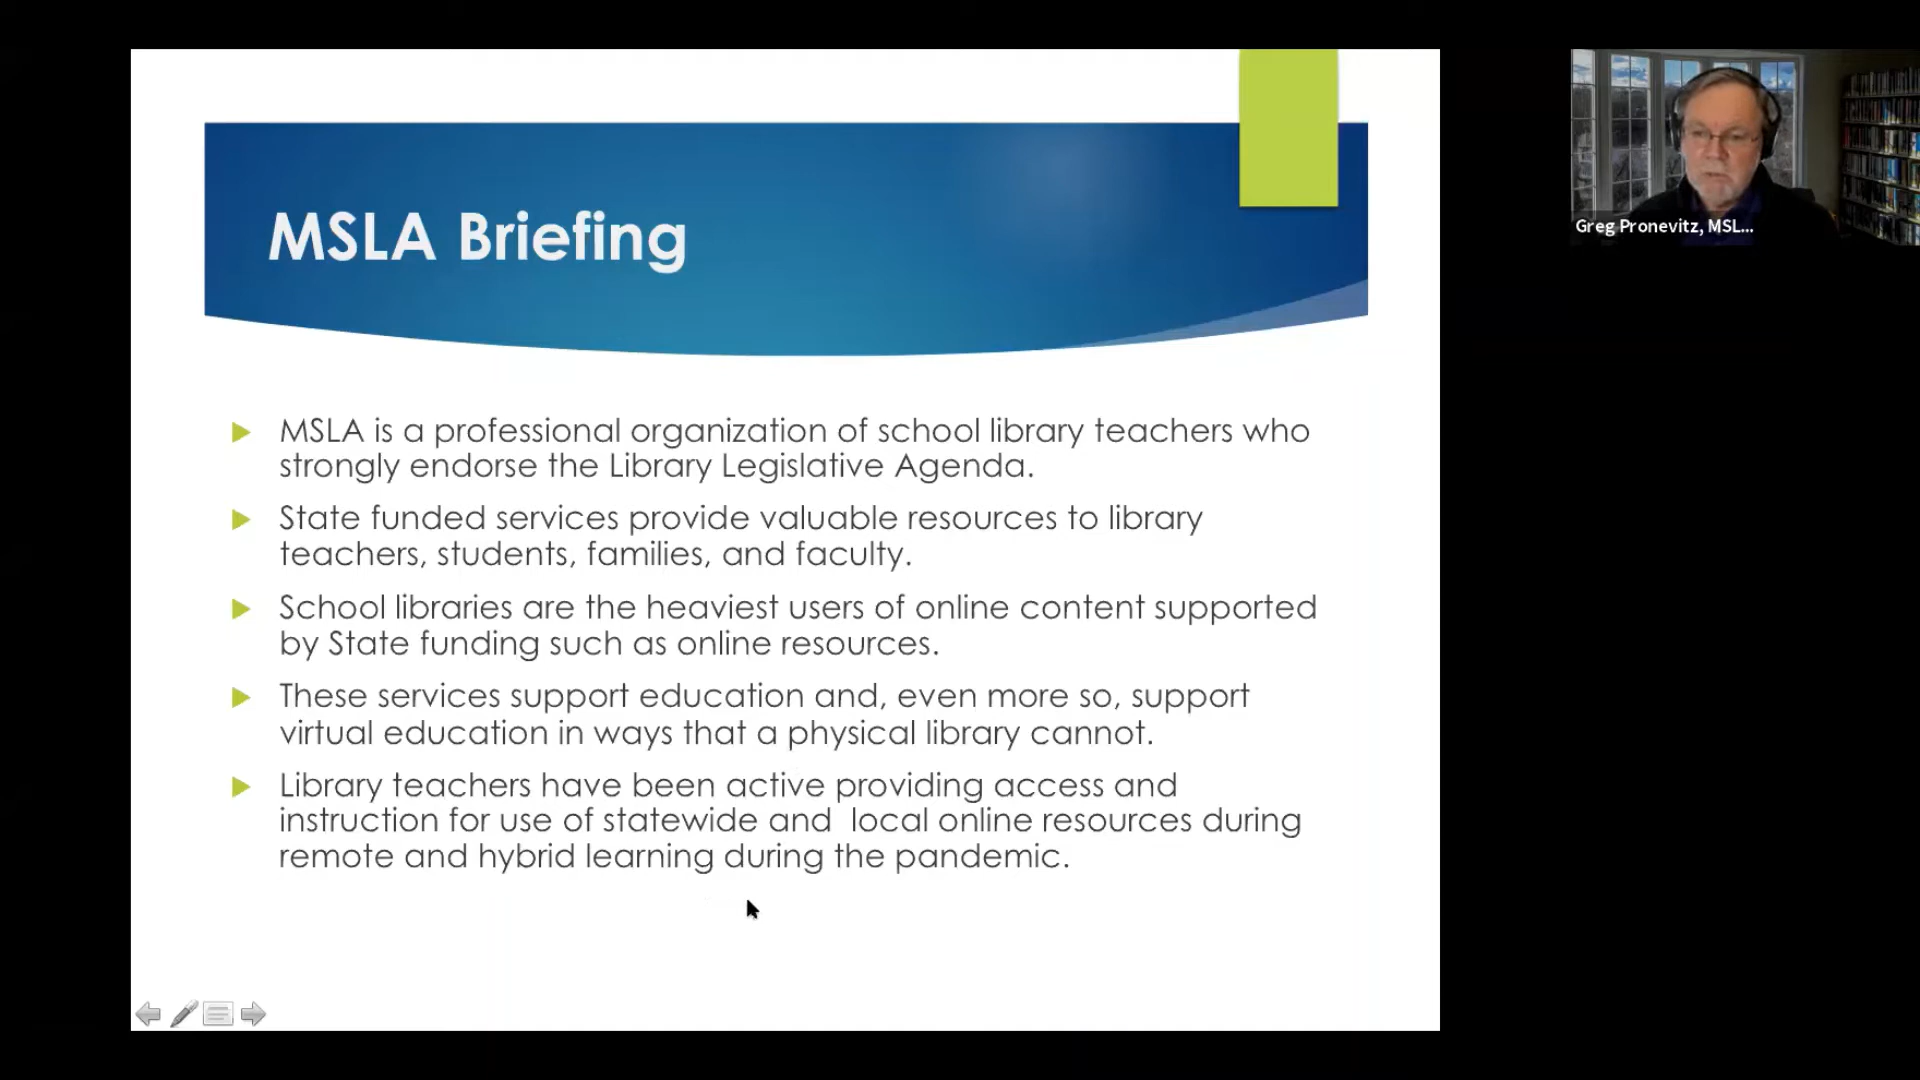 MSLA Briefing
Greg Pronevitz, MSL...
MSLA is a professional organization of school library teachers who
strongly endorse the Library Legislative Agenda.
State funded services provide valuable resources to library
teachers, students, families, and faculty.
School libraries are the heaviest users of online content supported
by State funding such as online resources.
These services support education and, even more so, support
virtual education in ways that a physical library cannot.
Library teachers have been active providing access and
instruction for use of statewide and  local online resources during
remote and hybrid learning during the pandemic.